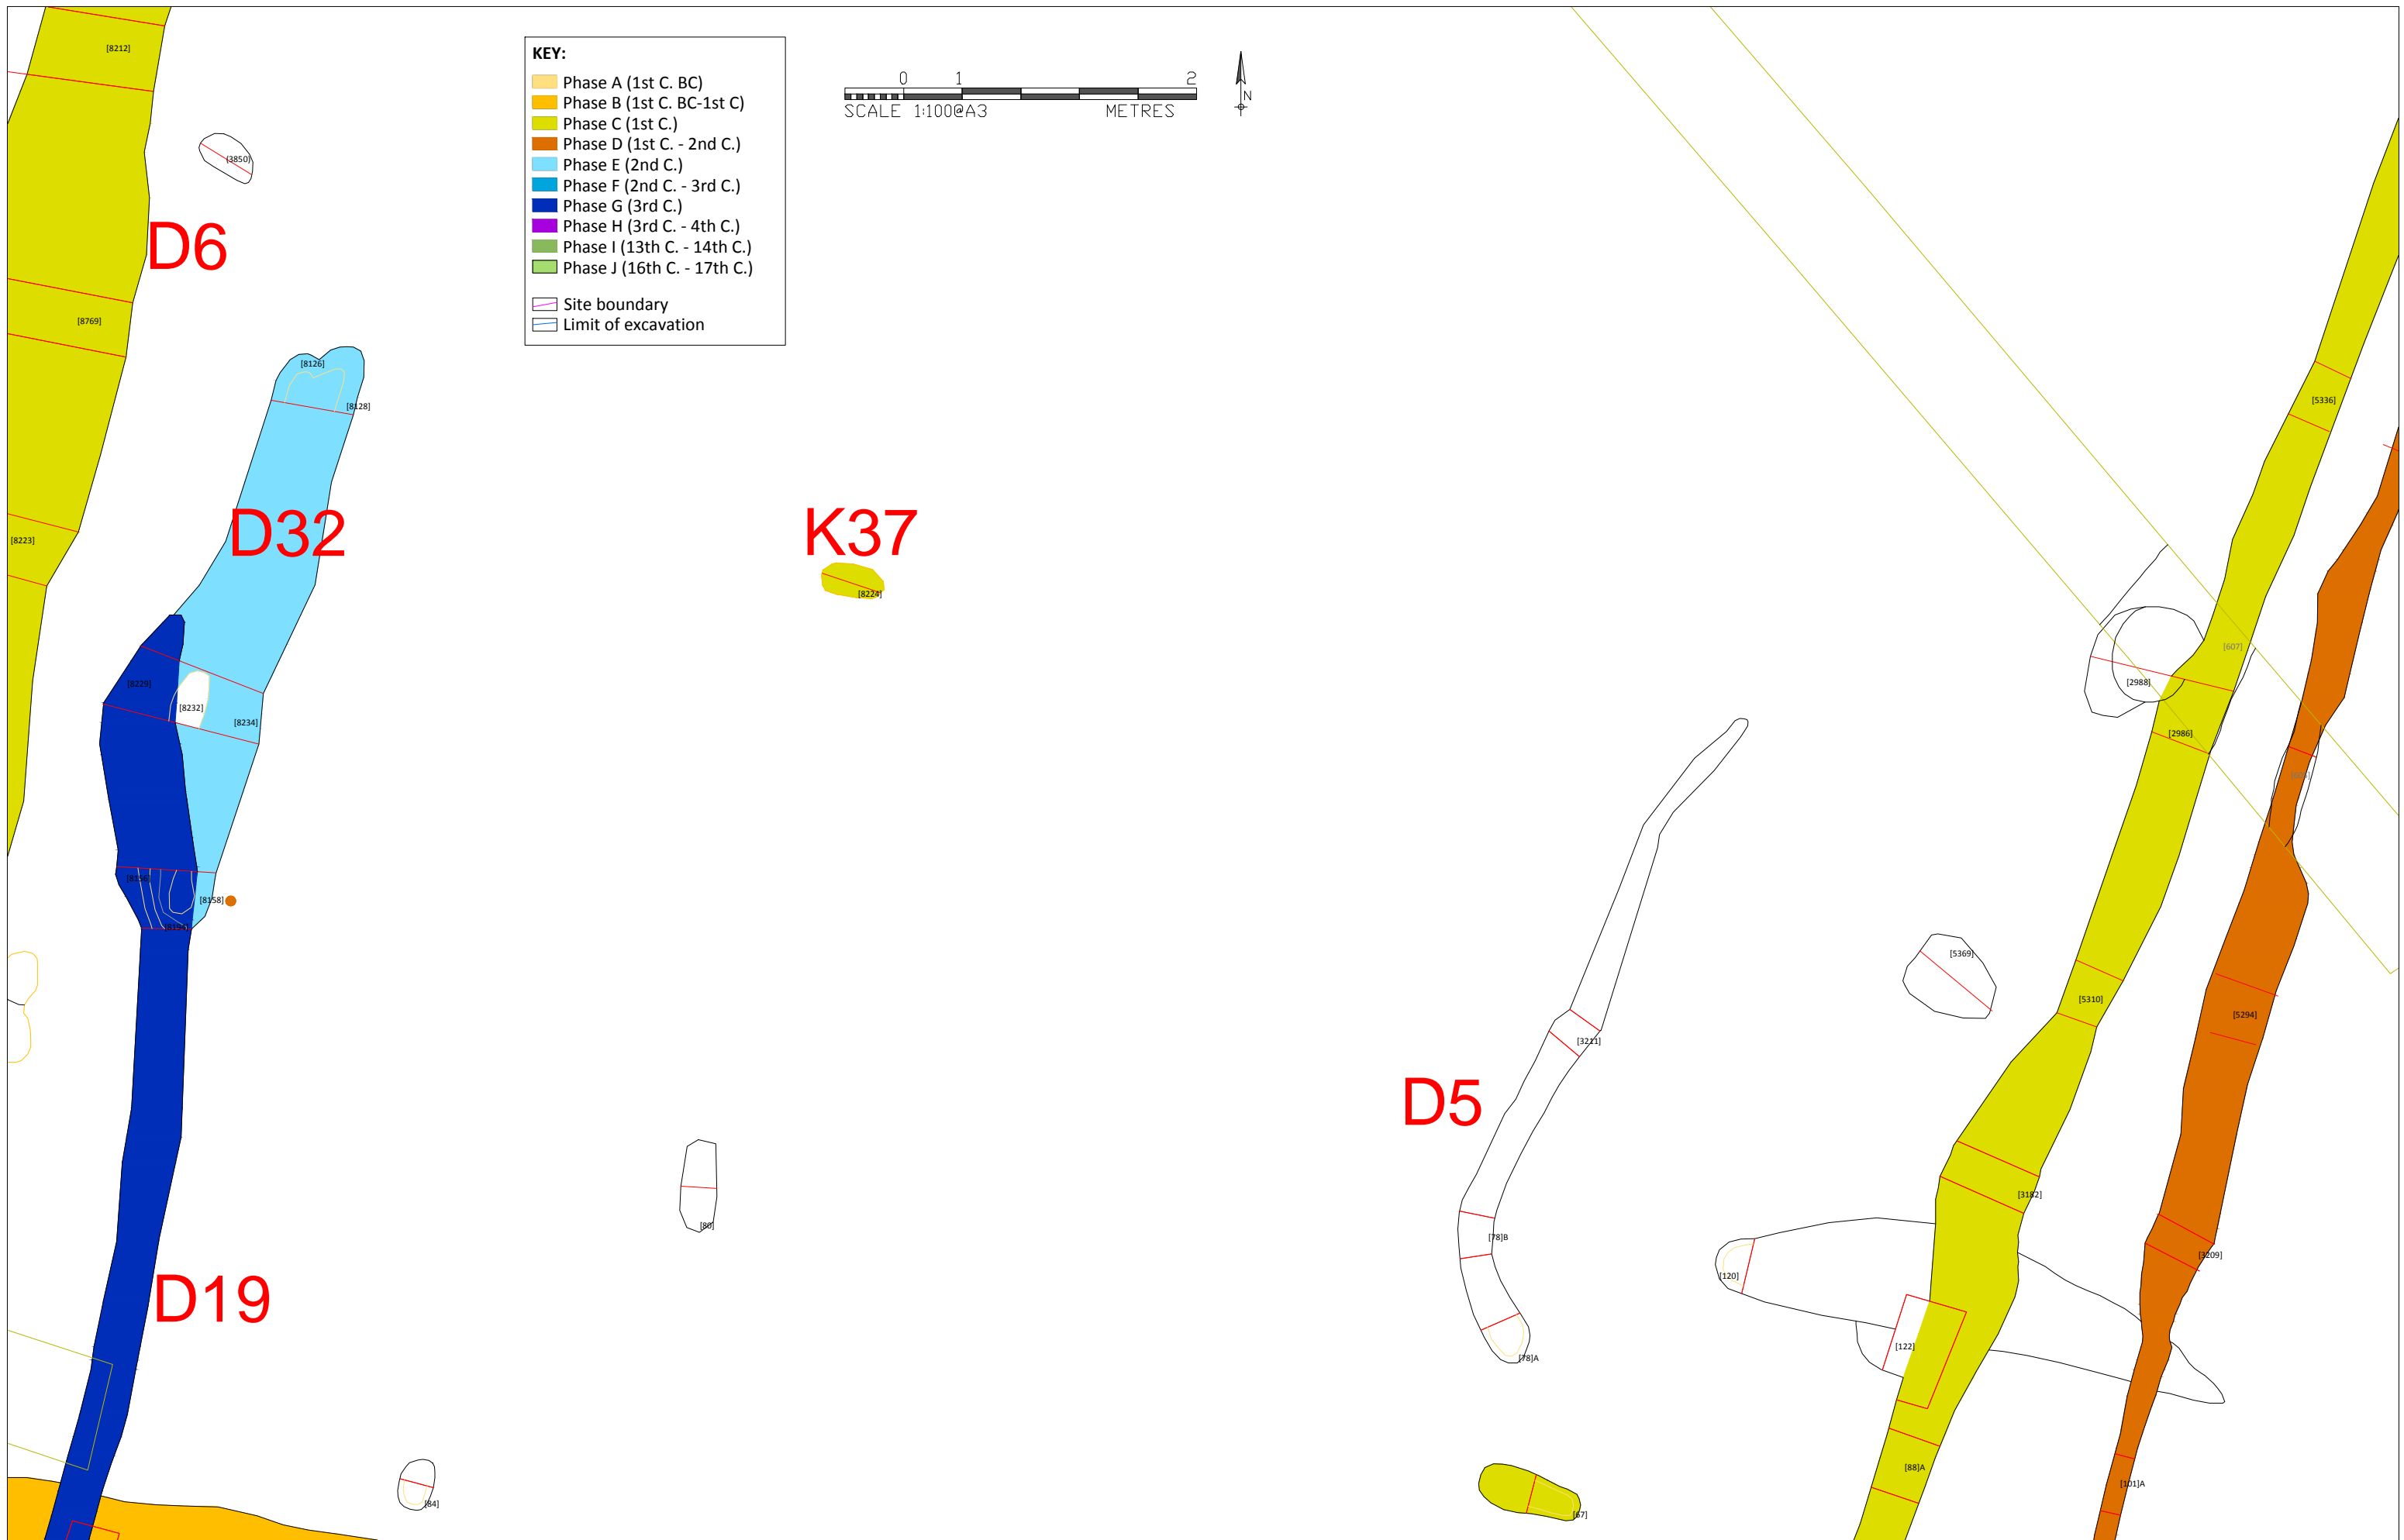 [8212]
KEY:
Phase A (1st C. BC)
Phase B (1st C. BC-1st C)
Phase C (1st C.)
Phase D (1st C. - 2nd C.)
Phase E (2nd C.)
Phase F (2nd C. - 3rd C.)
Phase G (3rd C.)
Phase H (3rd C. - 4th C.)
Phase I (13th C. - 14th C.)
Phase J (16th C. - 17th C.)
Site boundary
Limit of excavation
0 1 2
SCALE 1:100@A3 METRES
N
[3850]
D6
[8769]
[8126]
[8128]
[5336]
D32
K37
[8223]
[8224]
[607]
[8229]
[2988]
[8232]
[8234]
[2986]
[8156]
[8158]
[5369]
[5310]
[5294]
[3211]
D5
[3182]
[80]
[78]B
[3209]
[120]
D19
[122]
[78]A
[88]A
[101]A
[84]
[67]